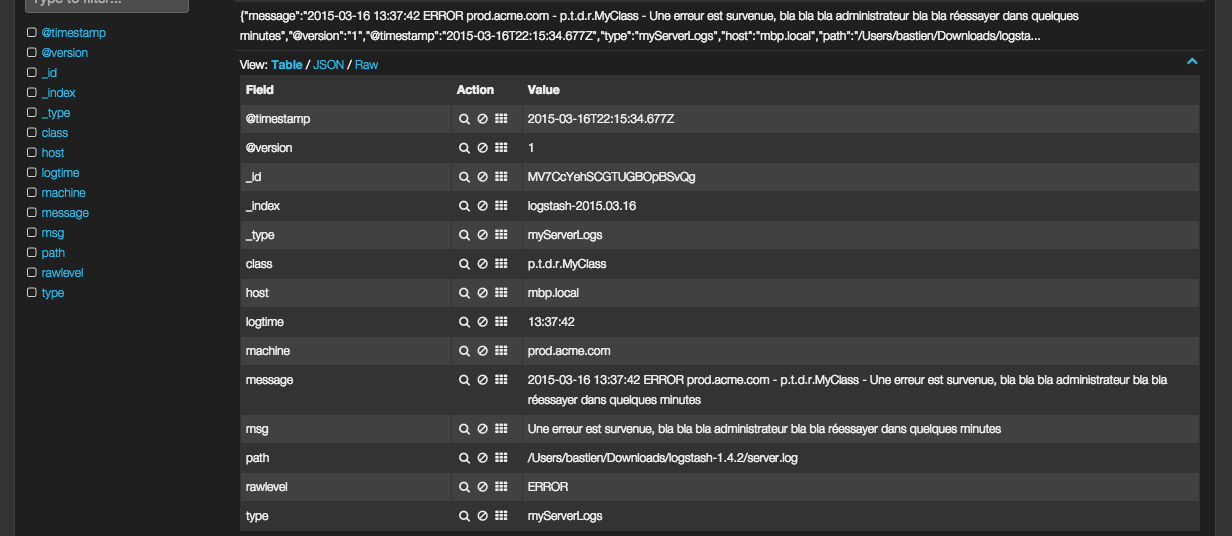 Type to filter...
@timestamp
@version
_id
_index
_type
class
host
logtime
machine
message
msg
path
rawlevel
type
{"message":"2015-03-16 13:37:42 ERROR prod.acme.com - p.t.d.r.MyClass - Une erreur est survenue, bla bla bla administrateur bla bla réessayer dans quelques
minutes","@version":"1","@timestamp":"2015-03-16T22:15:34.677Z","type":"myServerLogs","host":"mbp.local","path":"/Users/bastien/Downloads/logsta...
View: Table / JSON / Raw
Field Action Value
@timestamp 2015-03-16T22:15:34.677Z
@version 1
_id MV7CcYehSCGTUGBOpBSvQg
_index logstash-2015.03.16
_type myServerLogs
class p.t.d.r.MyClass
host mbp.local
logtime 13:37:42
machine prod.acme.com
message 2015-03-16 13:37:42 ERROR prod.acme.com - p.t.d.r.MyClass - Une erreur est survenue, bla bla bla administrateur bla bla
réessayer dans quelques minutes
msg Une erreur est survenue, bla bla bla administrateur bla bla réessayer dans quelques minutes
path /Users/bastien/Downloads/logstash-1.4.2/server.log
rawlevel ERROR
type myServerLogs